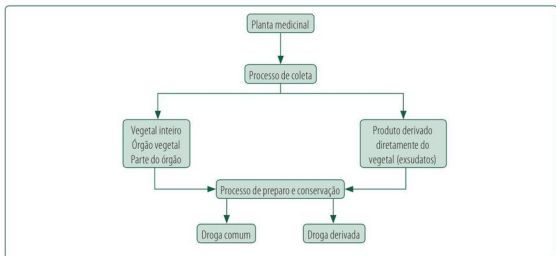 Planta medicinal
Processo de coleta
Vegetal inteiro
Órgão vegetal
Parte do órgão
Produto derivado
diretamente do
vegetal (exsudatos)
Processo de preparo e conservação
Droga comum
Droga derivada